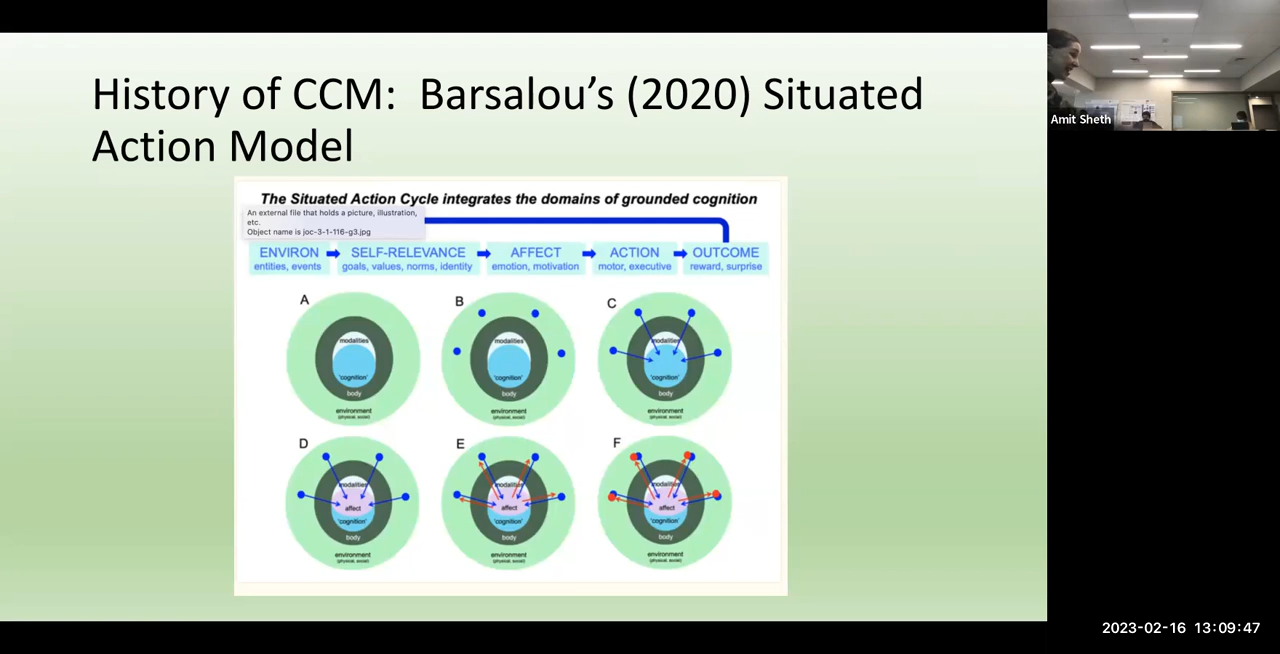 History of CCM: Barsalou's (2020) Situated
Action Model
Amit Sheth
The Situated Action Cycle integrates the domains of grounded cognition
An external file that holds a picture, illustration,
etc.
Object name is joc-3-1-116-g3.jpg
ENVIRON SELF-RELEVANCE AFFECT ACTION OUTCOME
entities, events goals, values, norms, identity emotion, motivation motor, executive reward, surprise
A
modalities
'cognition'
body
environment
(physical, social)
B
modalities
'cognition'
body
environment
(physical, social)
C
modalities
'cognition'
body
environment
(physical, social)
D
modalities
affect
'cognition'
body
environment
(physical, social)
E
modalities
affect
'cognition'
body
environment
(physical, social)
F
modalities
affect
'cognition'
body
environment
(physical, social)
2023-02-16 13:09:47